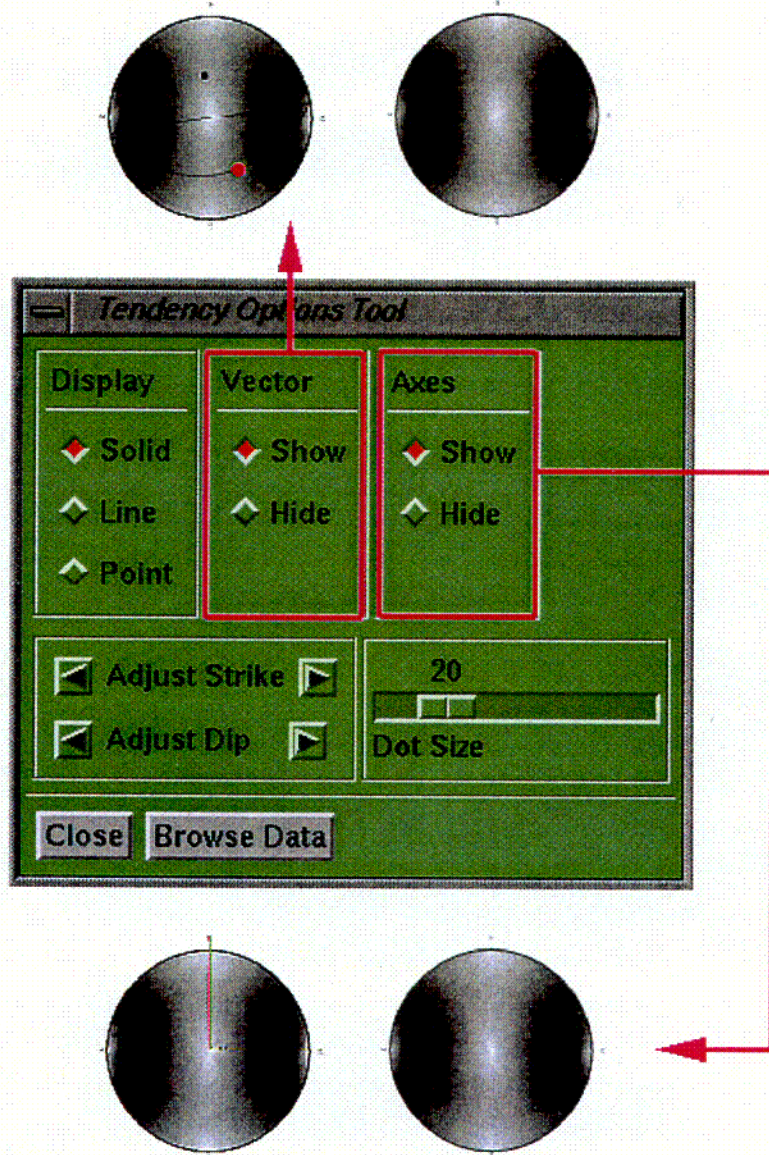 Tendency Options Tool
Display Vector Axes
Solid Show Show
Line Hide Hide
Point
Adjust Strike 20
Adjust Dip Dot Size
Close Browse Data